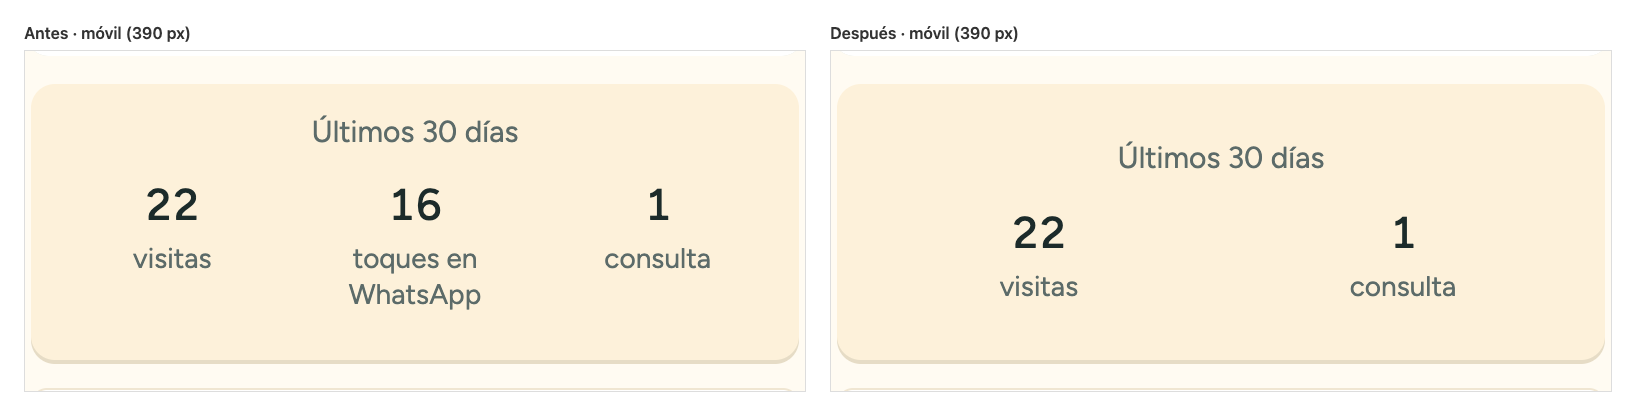 Antes · móvil (390 px)
Últimos 30 días
22
visitas
16
toques en
WhatsApp
1
consulta
Después · móvil (390 px)
Últimos 30 días
22
visitas
1
consulta